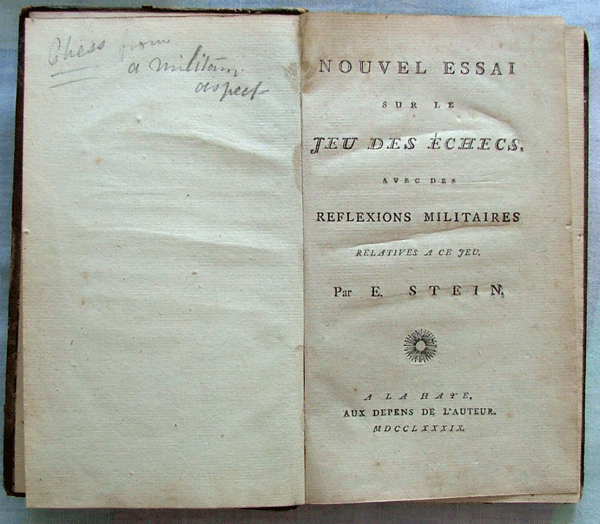 Chess from
a military
aspect
NOUVEL ESSAI
SUR LE
JEU DES ÉCHECS,
AVEC DES
REFLEXIONS MILITAIRES
RELATIVES A CE JEU.
Par E. STEIN,
A LA HAYE,
AUX DEPENS DE L'AUTEUR.
MDCCLXXXIX.